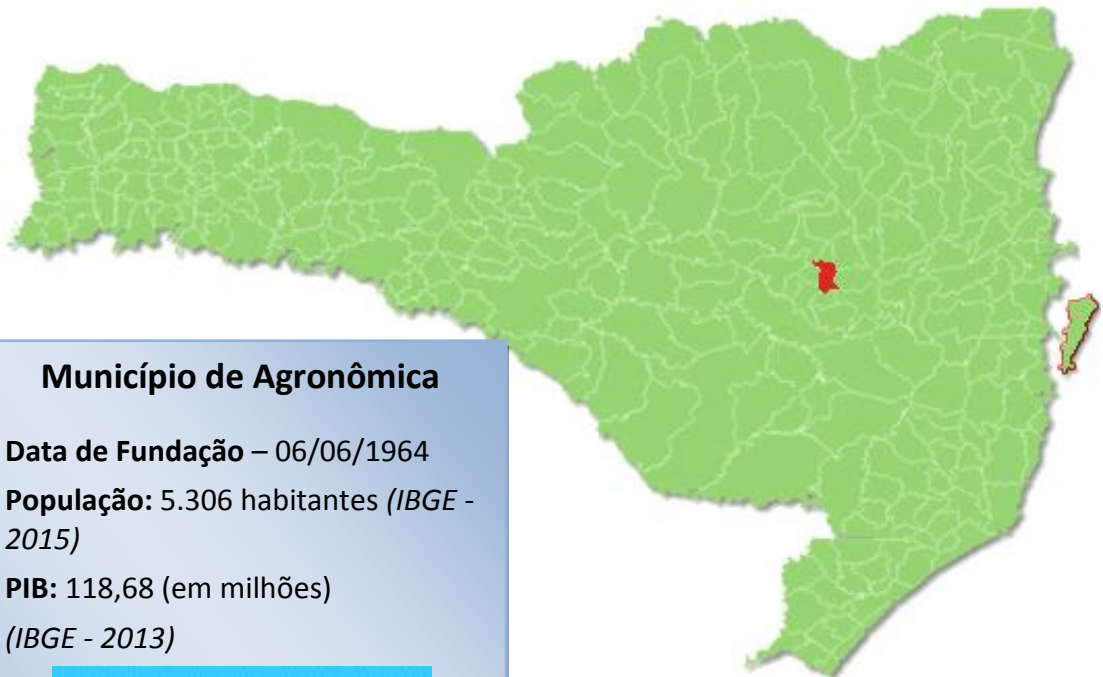 Município de Agronômica
Data de Fundação – 06/06/1964
População: 5.306 habitantes (IBGE -
2015)
PIB: 118,68 (em milhões)
(IBGE - 2013)